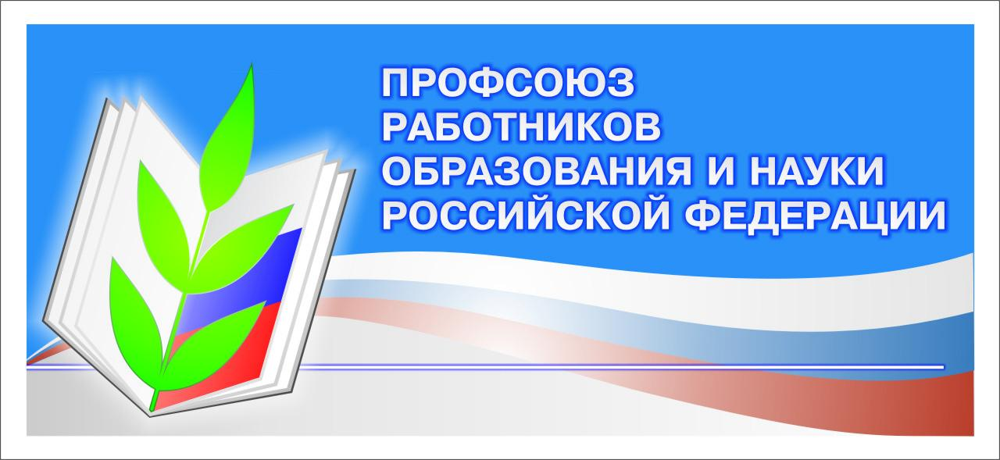 ПРОФСОЮЗ
РАБОТНИКОВ
ОБРАЗОВАНИЯ И НАУКИ
РОССИЙСКОЙ ФЕДЕРАЦИИ